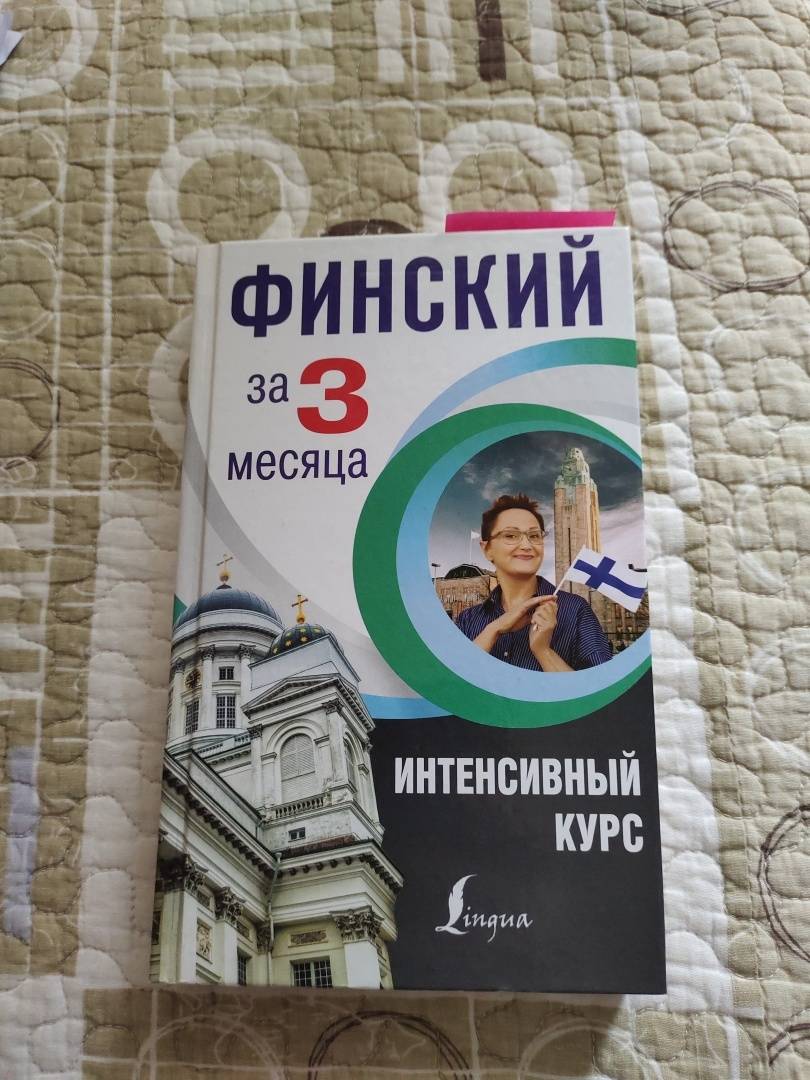 ФИНСКИЙ
за 3
месяца
ИНТЕНСИВНЫЙ
КУРС
Lingua